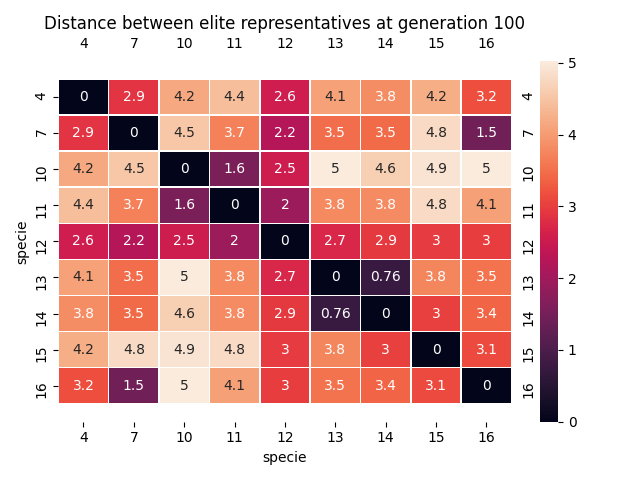 Distance between elite representatives at generation 100
4 7 10 11 12 13 14 15 16
4 0 2.9 4.2 4.4 2.6 4.1 3.8 4.2 3.2 4
7 2.9 0 4.5 3.7 2.2 3.5 3.5 4.8 1.5 7
10 4.2 4.5 0 1.6 2.5 5 4.6 4.9 5 10
11 4.4 3.7 1.6 0 2 3.8 3.8 4.8 4.1 11
12 2.6 2.2 2.5 2 0 2.7 2.9 3 3 12
13 4.1 3.5 5 3.8 2.7 0 0.76 3.8 3.5 13
14 3.8 3.5 4.6 3.8 2.9 0.76 0 3 3.4 14
15 4.2 4.8 4.9 4.8 3 3.8 3 0 3.1 15
16 3.2 1.5 5 4.1 3 3.5 3.4 3.1 0 16
4 7 10 11 12 13 14 15 16
specie
specie
5
4
3
2
1
0